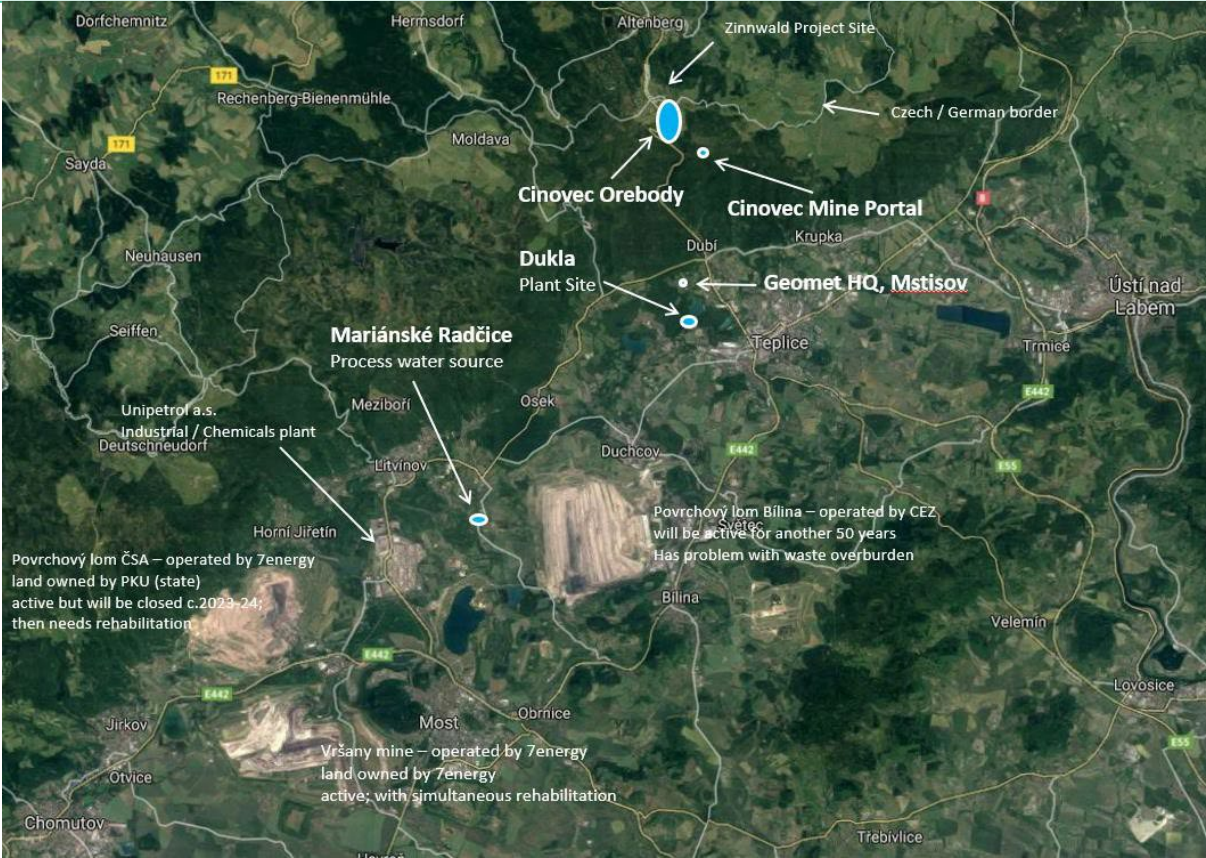 Dorfchemnitz
Hermsdorf
Altenberg
Zinnwald Project Site
171
Rechenberg-Bienenmühle
Czech / German border
171
Moldava
Sayda
Cinovec Orebody
Cinovec Mine Portal
8
Krupka
Dubí
Neuhausen
Dukla
Plant Site
Geomet HQ, Mstisov
Ústí nad
Labem
Seiffen
Mariánské Radčice
Process water source
Teplice
Trmice
E442
Meziboří
Osek
Unipetrol a.s.
Industrial / Chemicals plant
Deutschneudorf
Litvínov
Duchcov
E442
E55
Horní Jiřetín
Povrchový lom Bílina – operated by CEZ
Světec
will be active for another 50 years
Has problem with waste overburden
Povrchový lom ČSA – operated by 7energy
land owned by PKU (state)
active but will be closed c.2023-24;
then needs rehabilitation
Bílina
Velemín
E442
E442
Lovosice
Jirkov
Most
Obrnice
E55
Vršany mine – operated by 7energy
land owned by 7energy
active; with simultaneous rehabilitation
Otvice
Chomutov
Třebívlice